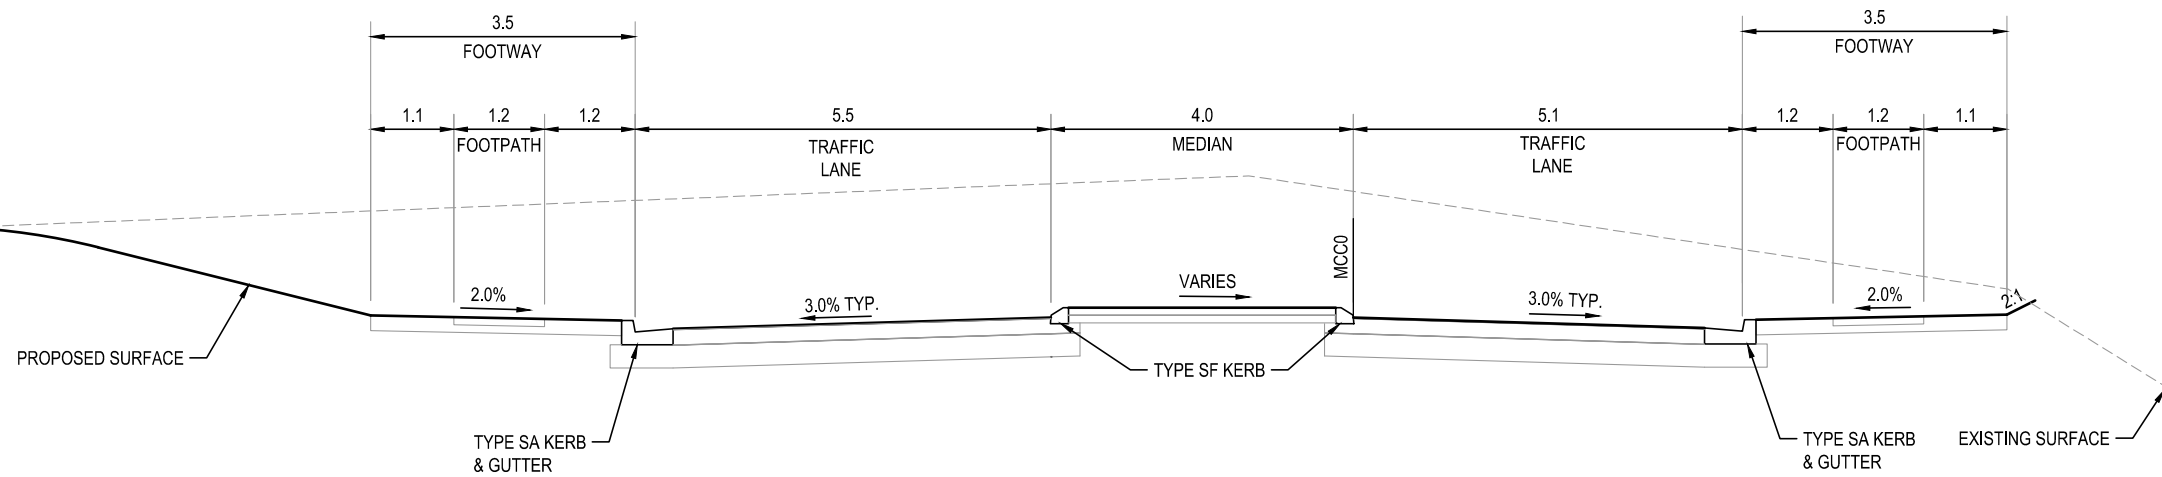 3.5
FOOTWAY
3.5
FOOTWAY
1.1
1.2
FOOTPATH
1.2
5.5
TRAFFIC
LANE
4.0
MEDIAN
5.1
TRAFFIC
LANE
1.2
1.2
FOOTPATH
1.1
MCC0
2.0%
3.0% TYP.
VARIES
3.0% TYP.
2.0%
2:1
PROPOSED SURFACE
TYPE SF KERB
TYPE SA KERB
& GUTTER
TYPE SA KERB
& GUTTER
EXISTING SURFACE